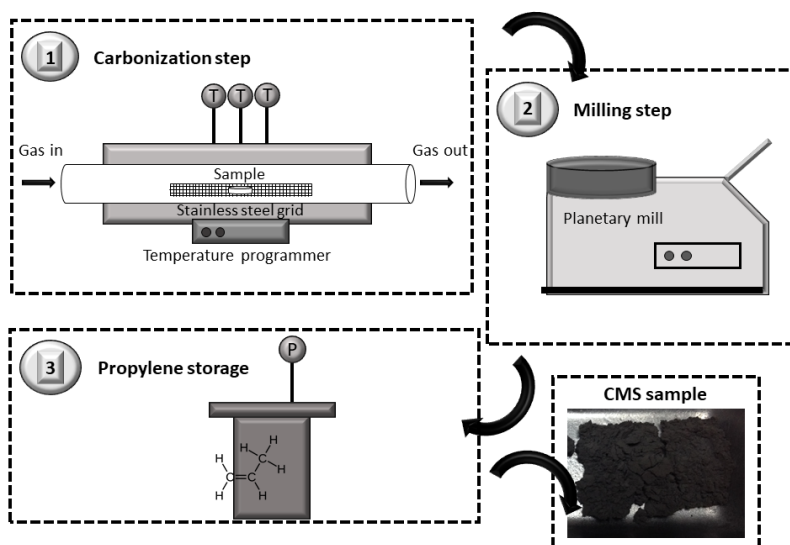 1
Carbonization step
T T T
Gas in
Gas out
Sample
Stainless steel grid
Temperature programmer
2
Milling step
Planetary mill
3
Propylene storage
P
H
H C H
H
C=C
H
H H
CMS sample